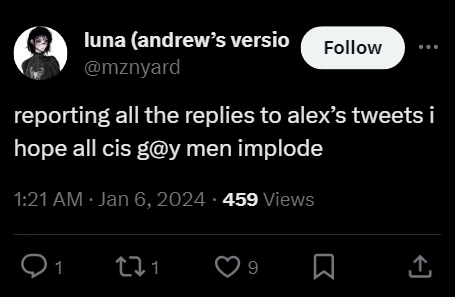 luna (andrew's versio
Follow
@mznyard
reporting all the replies to alex's tweets i
hope all cis g@y men implode
1:21 AM · Jan 6, 2024 · 459 Views
1 1 9